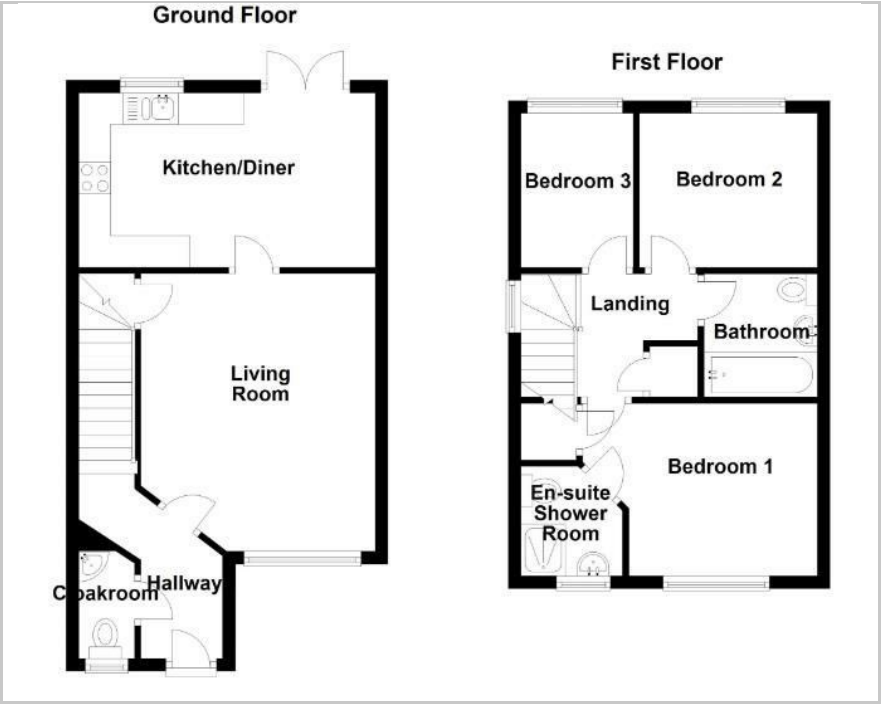 Ground Floor
Kitchen/Diner
Living
Room
Cloakroom
Hallway
First Floor
Bedroom 3
Bedroom 2
Landing
Bathroom
Bedroom 1
En-suite
Shower
Room